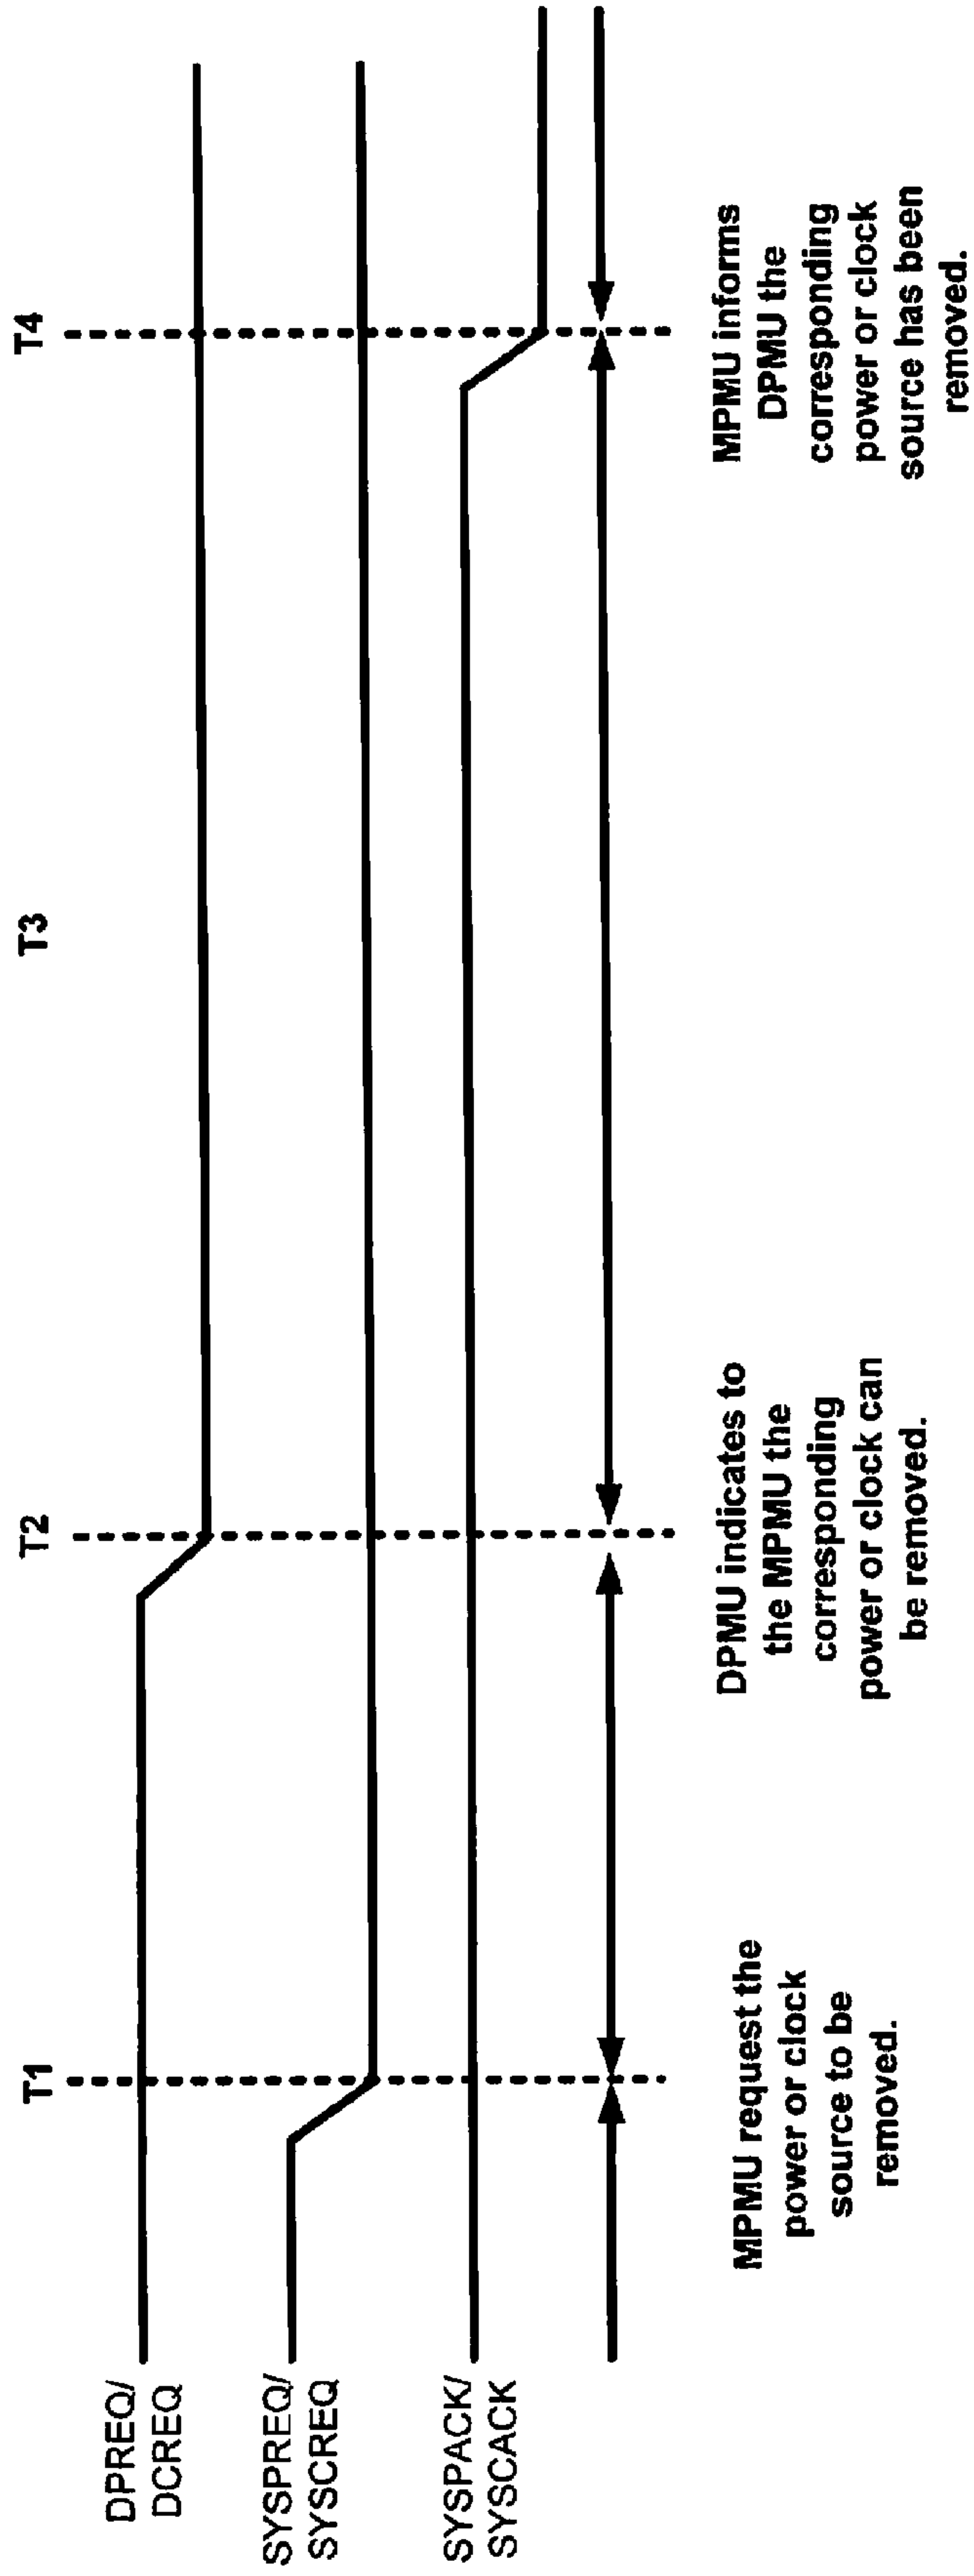 T1
T2
T3
T4
DPREQ/
DCREQ
SYSPREQ/
SYSCREQ
SYSPACK/
SYSCACK
MPMU request the
power or clock
source to be
removed.
DPMU indicates to
the MPMU the
corresponding
power or clock can
be removed.
MPMU informs
DPMU the
corresponding
power or clock
source has been
removed.